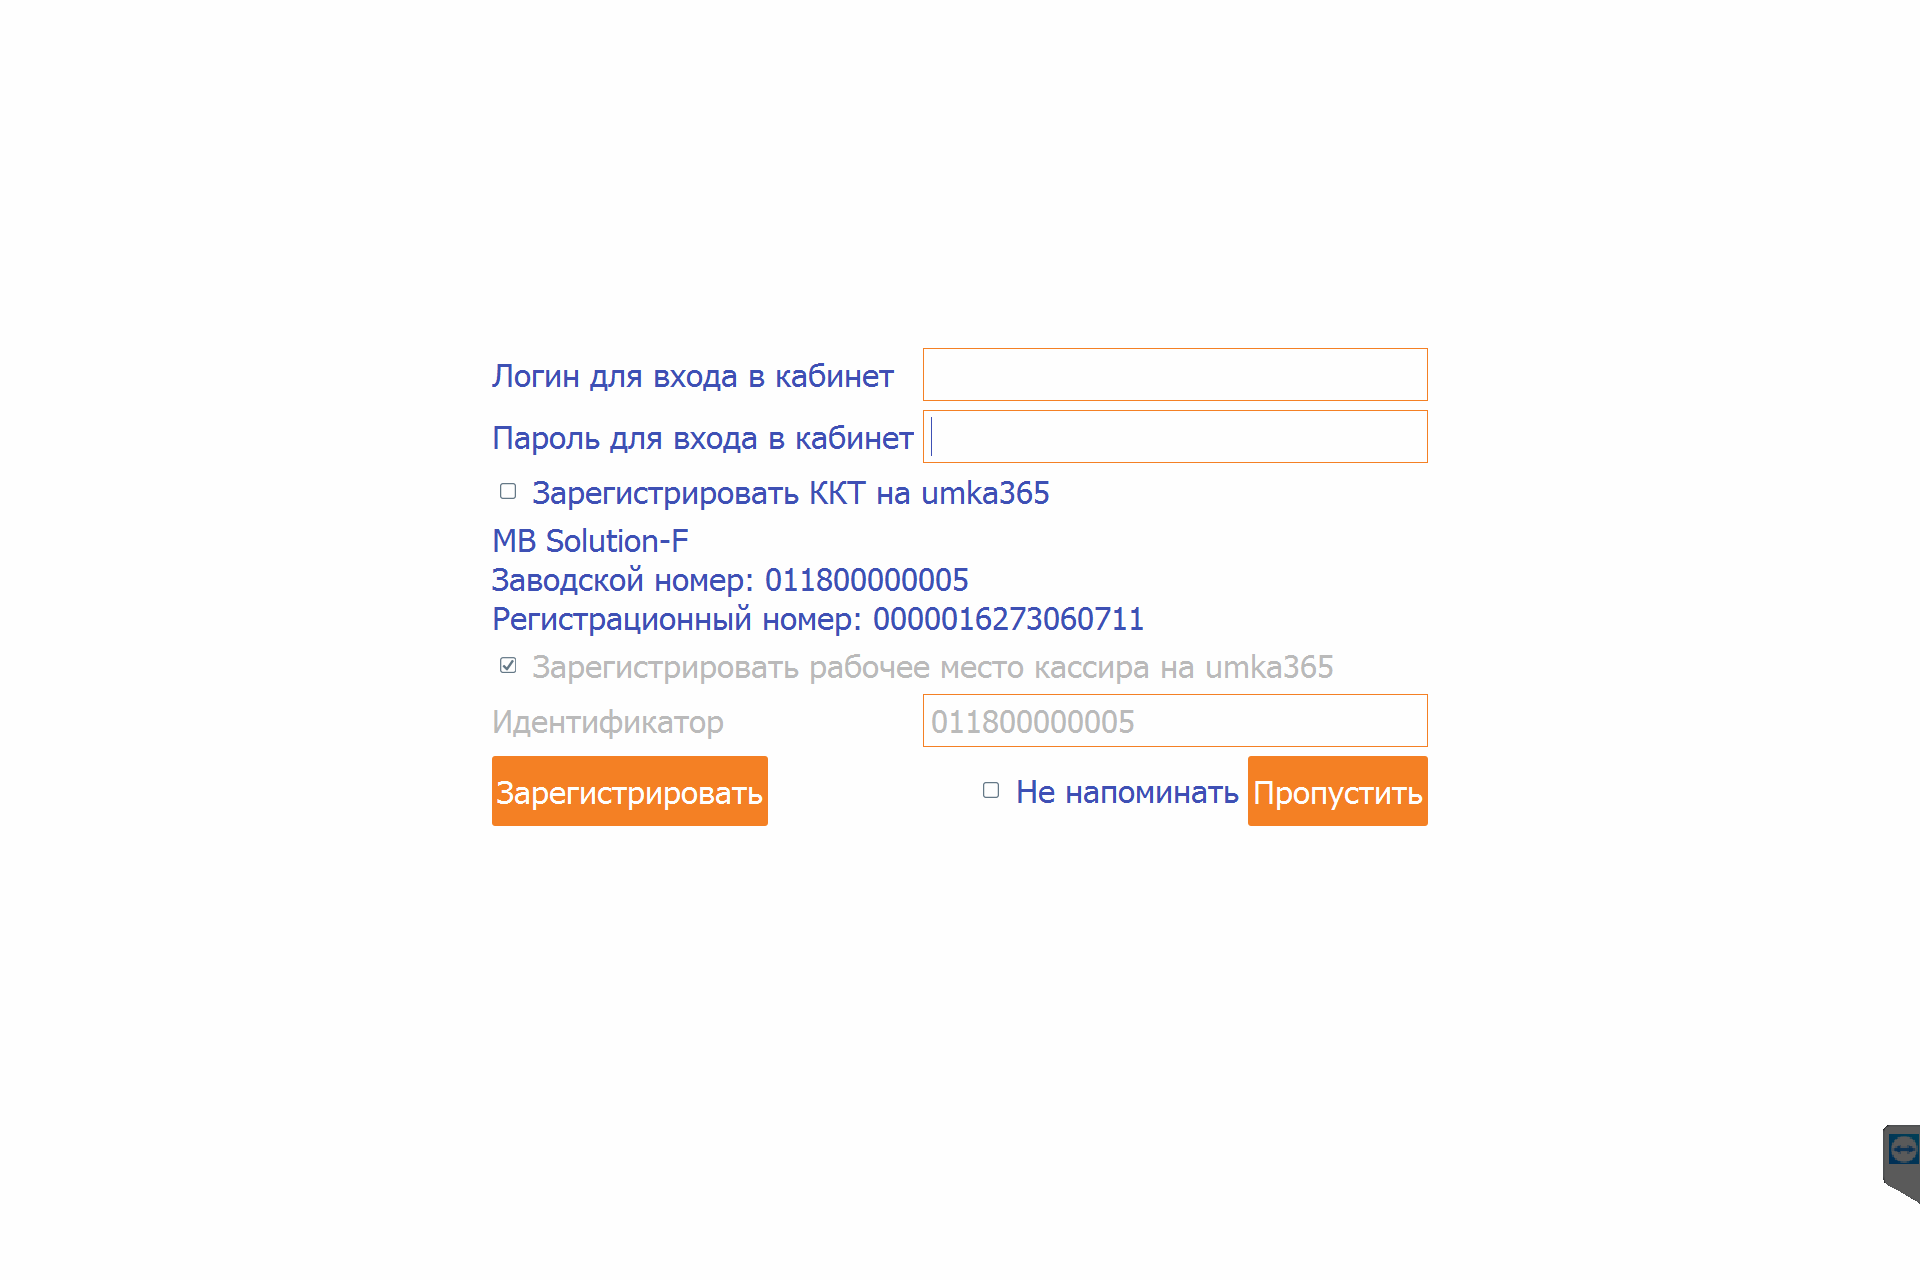 Логин для входа в кабинет
Пароль для входа в кабинет
Зарегистрировать ККТ на umka365
MB Solution-F
Заводской номер: 011800000005
Регистрационный номер: 0000016273060711
Зарегистрировать рабочее место кассира на umka365
Идентификатор 011800000005
Зарегистрировать Не напоминать Пропустить